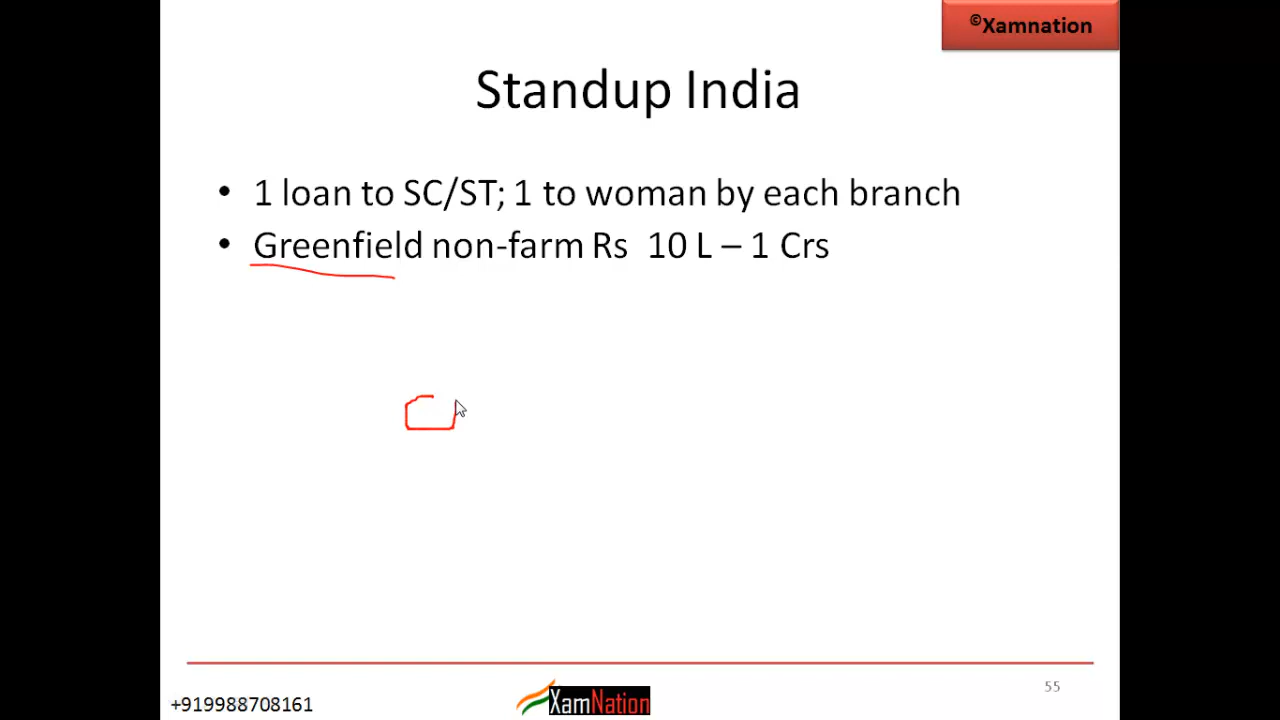 ©Xamnation
Standup India
• 1 loan to SC/ST; 1 to woman by each branch
• Greenfield non-farm Rs 10 L – 1 Crs
55
+919988708161
XamNation